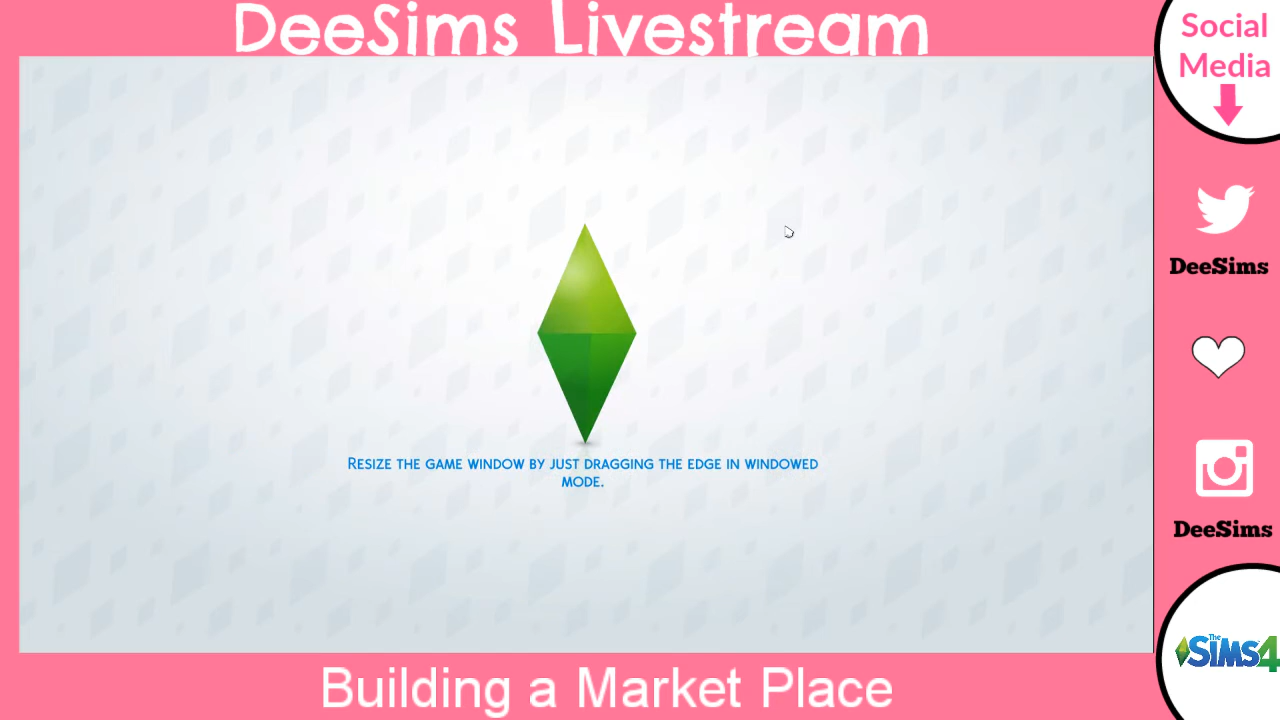 DeeSims Livestream
Social
Media
DeeSims
RESIZE THE GAME WINDOW BY JUST DRAGGING THE EDGE IN WINDOWED
MODE.
DeeSims
The
SiMS4
Building a Market Place